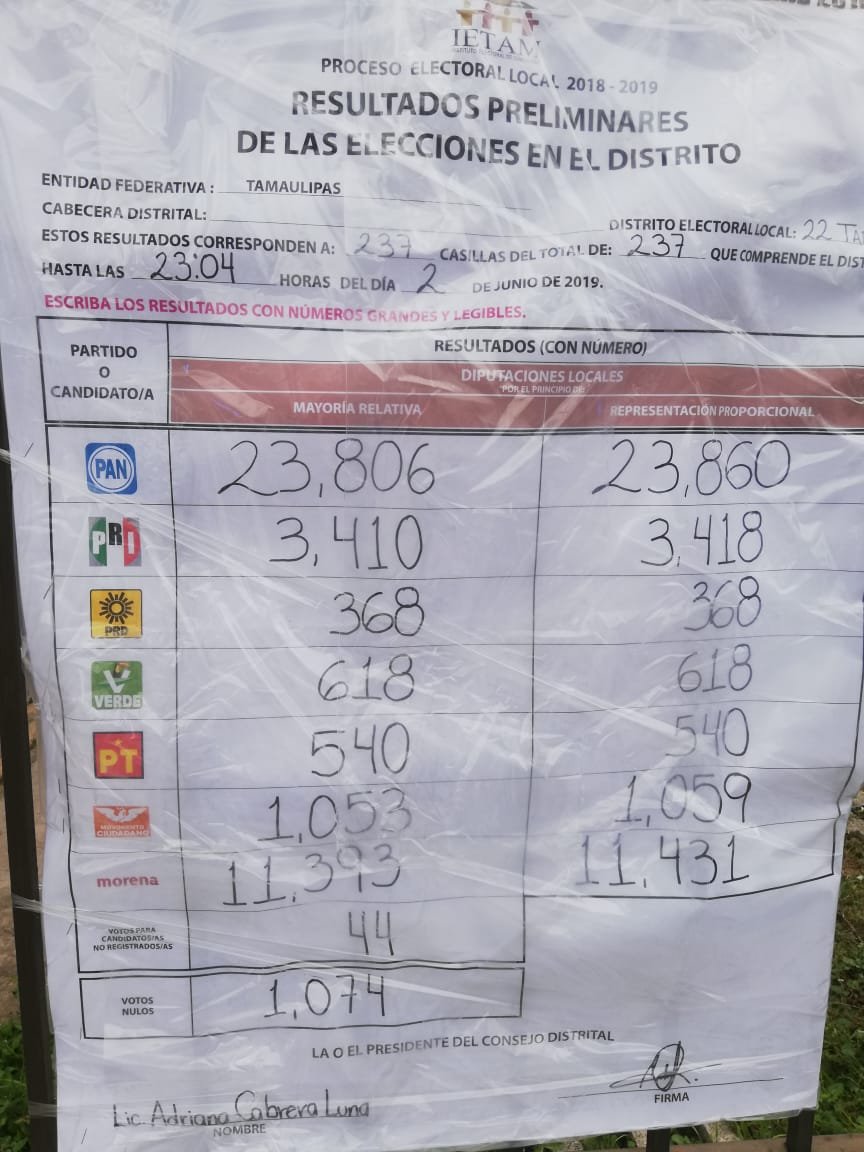 IETAM
PROCESO ELECTORAL LOCAL 2018 - 2019
RESULTADOS PRELIMINARES
DE LAS ELECCIONES EN EL DISTRITO
ENTIDAD FEDERATIVA : TAMAULIPAS
CABECERA DISTRITAL:
DISTRITO ELECTORAL LOCAL: 22
ESTOS RESULTADOS CORRESPONDEN A: 237 CASILLAS DEL TOTAL DE: 237 QUE COMPRENDE EL DIST
HASTA LAS 23:04 HORAS DEL DÍA 2 DE JUNIO DE 2019.
ESCRIBA LOS RESULTADOS CON NÚMEROS GRANDES Y LEGIBLES.
PARTIDO
O
CANDIDATO/A
RESULTADOS (CON NÚMERO)
DIPUTACIONES LOCALES
POR EL PRINCIPIO DE:
MAYORÍA RELATIVA REPRESENTACIÓN PROPORCIONAL
PAN 23,806 23,860
PRI 3,410 3,418
PRD 368 368
VERDE 618 618
PT 540 540
MOVIMIENTO
CIUDADANO 1,053 1,059
morena 11,393 11,431
VOTOS PARA
CANDIDATOS/AS
NO REGISTRADOS/AS 44
VOTOS
NULOS 1,074
LA O EL PRESIDENTE DEL CONSEJO DISTRITAL
Lic. Adriana Cabrera Luna
NOMBRE
FIRMA